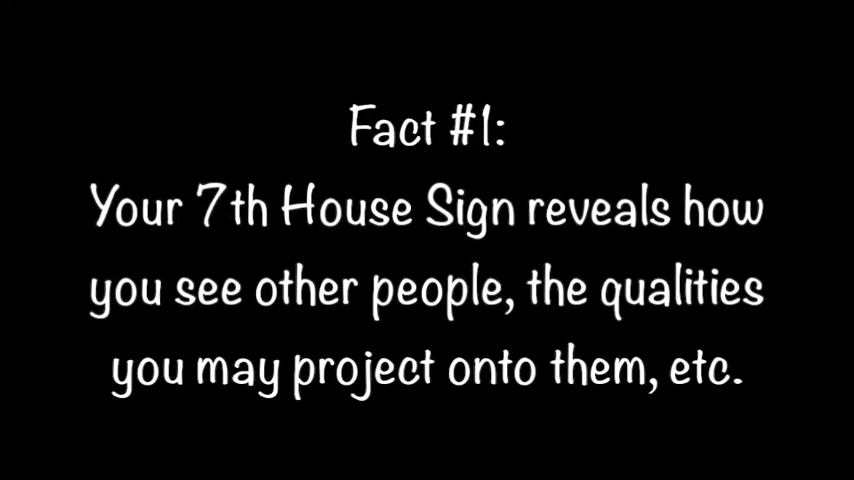 Fact #1:
Your 7th House Sign reveals how
you see other people, the qualities
you may project onto them, etc.